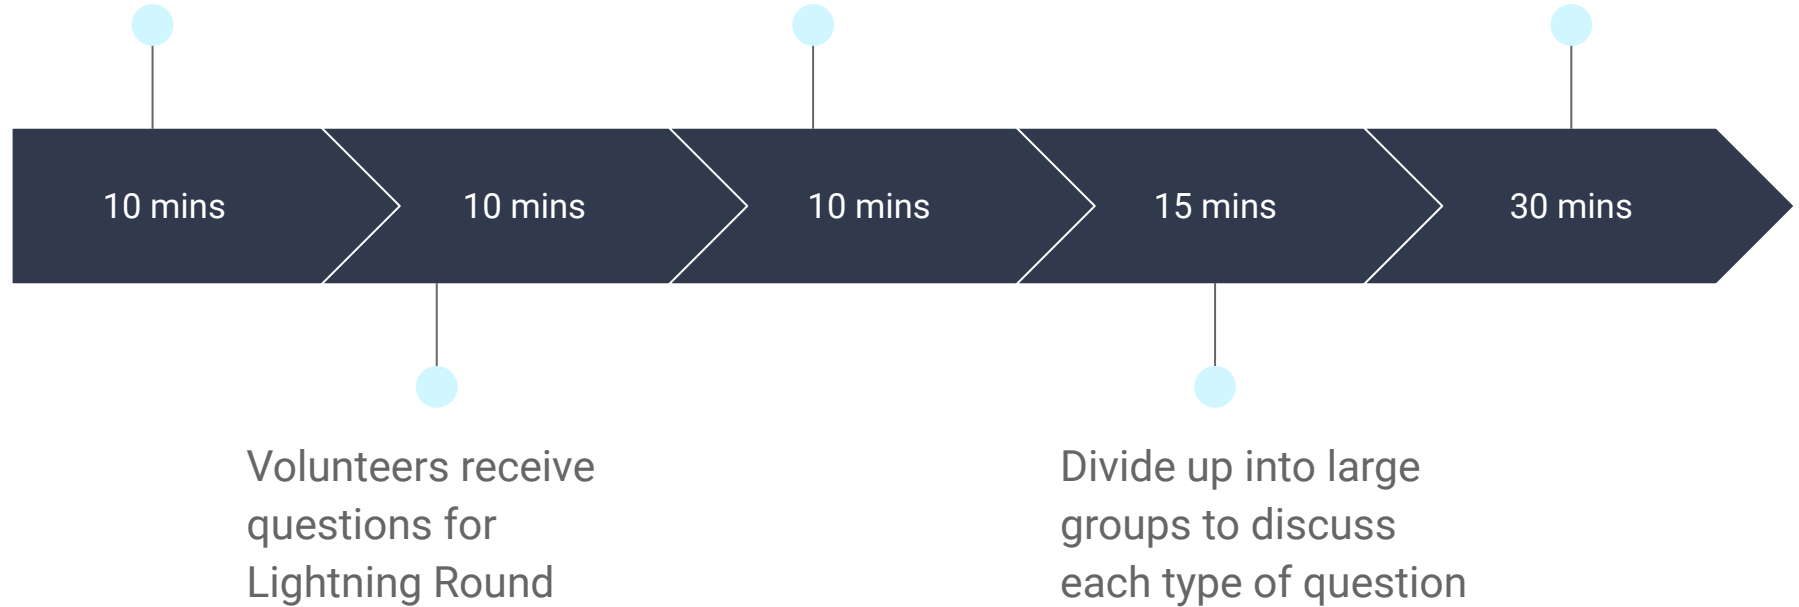 10 mins
10 mins
10 mins
15 mins
30 mins
Volunteers receive
questions for
Lightning Round
Divide up into large
groups to discuss
each type of question